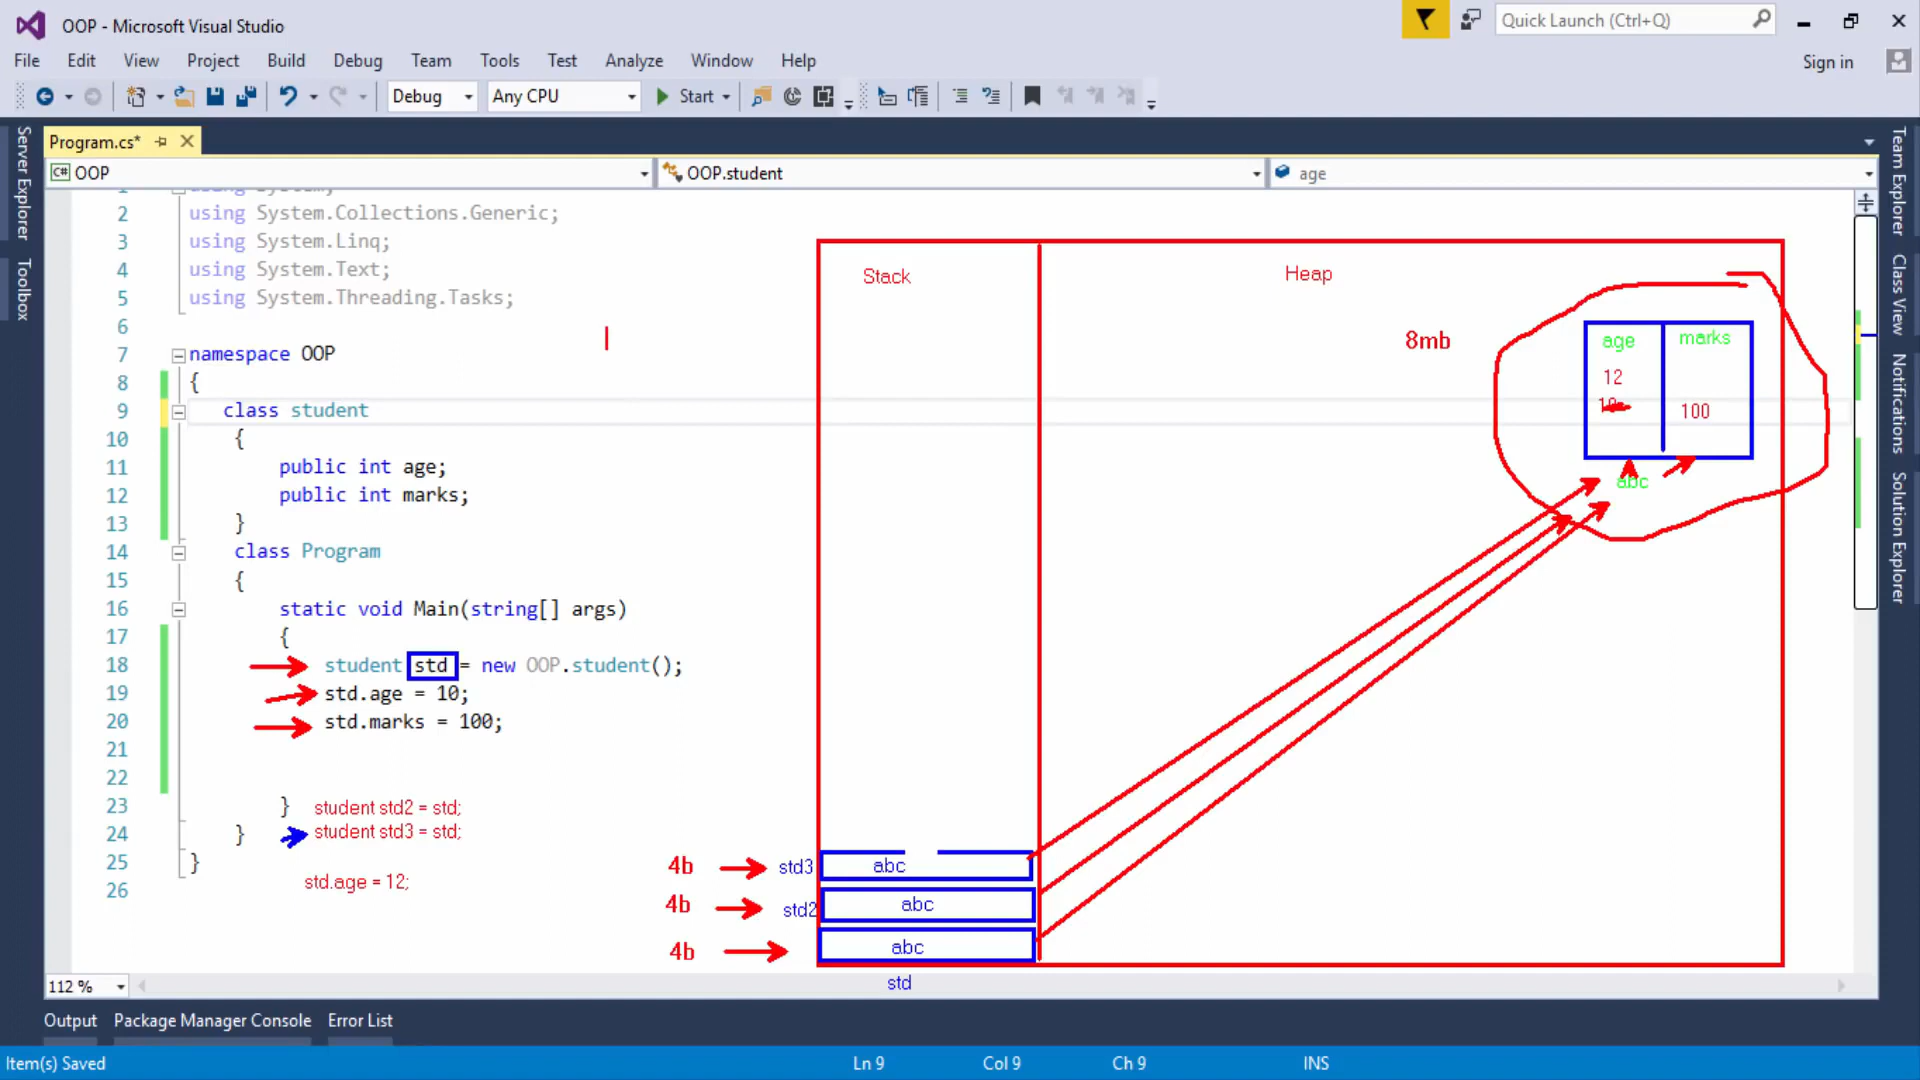 OOP - Microsoft Visual Studio
Quick Launch (Ctrl+Q)
File Edit View Project Build Debug Team Tools Test Analyze Window Help
Sign in
Debug Any CPU Start
Server Explorer
Toolbox
Program.cs*
OOP OOP.student age
1 using System;
2 using System.Collections.Generic;
3 using System.Linq;
4 using System.Text;
5 using System.Threading.Tasks;
6
7 namespace OOP
8 {
9 class student
10 {
11 public int age;
12 public int marks;
13 }
14 class Program
15 {
16 static void Main(string[] args)
17 {
18 student std = new OOP.student();
19 std.age = 10;
20 std.marks = 100;
21
22
23 } student std2 = std;
24 } student std3 = std;
25 }
std.age = 12;
26
Stack
Heap
8mb
age marks
12
10 100
abc
4b std3 abc
4b std2 abc
4b abc
std
Team Explorer
Class View
Notifications
Solution Explorer
112 %
Output Package Manager Console Error List
Item(s) Saved Ln 9 Col 9 Ch 9 INS